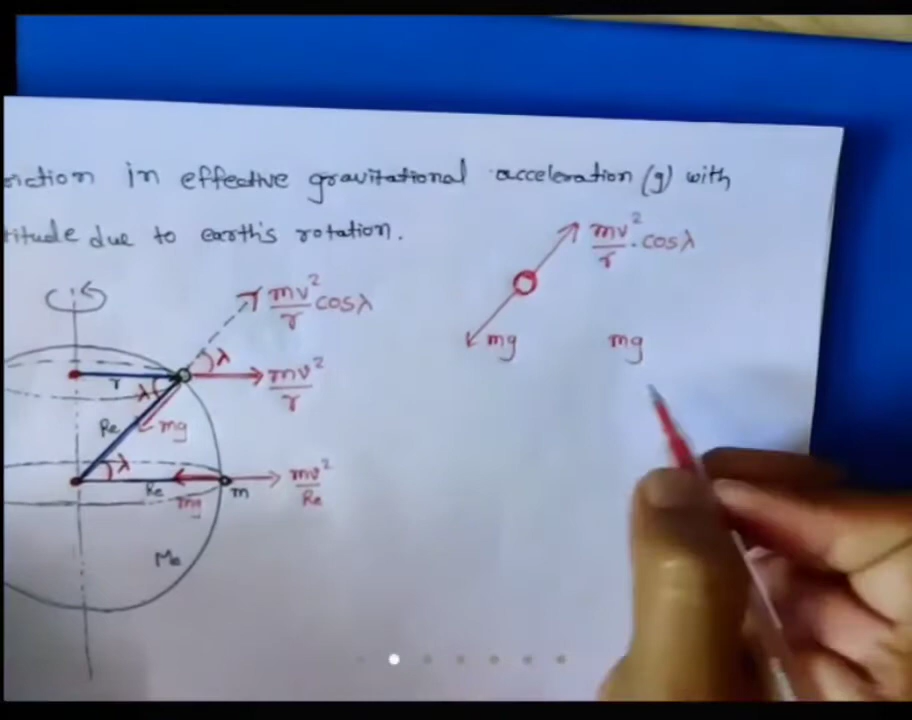 in effective gravitational acceleration (g) with
due to earth's rotation.
mv²/r · cosλ
mv²/r cosλ
mg
mg
λ
mv²/r
r
λ
Re
mg
λ
Re
mg
m
mv²/Re
Me